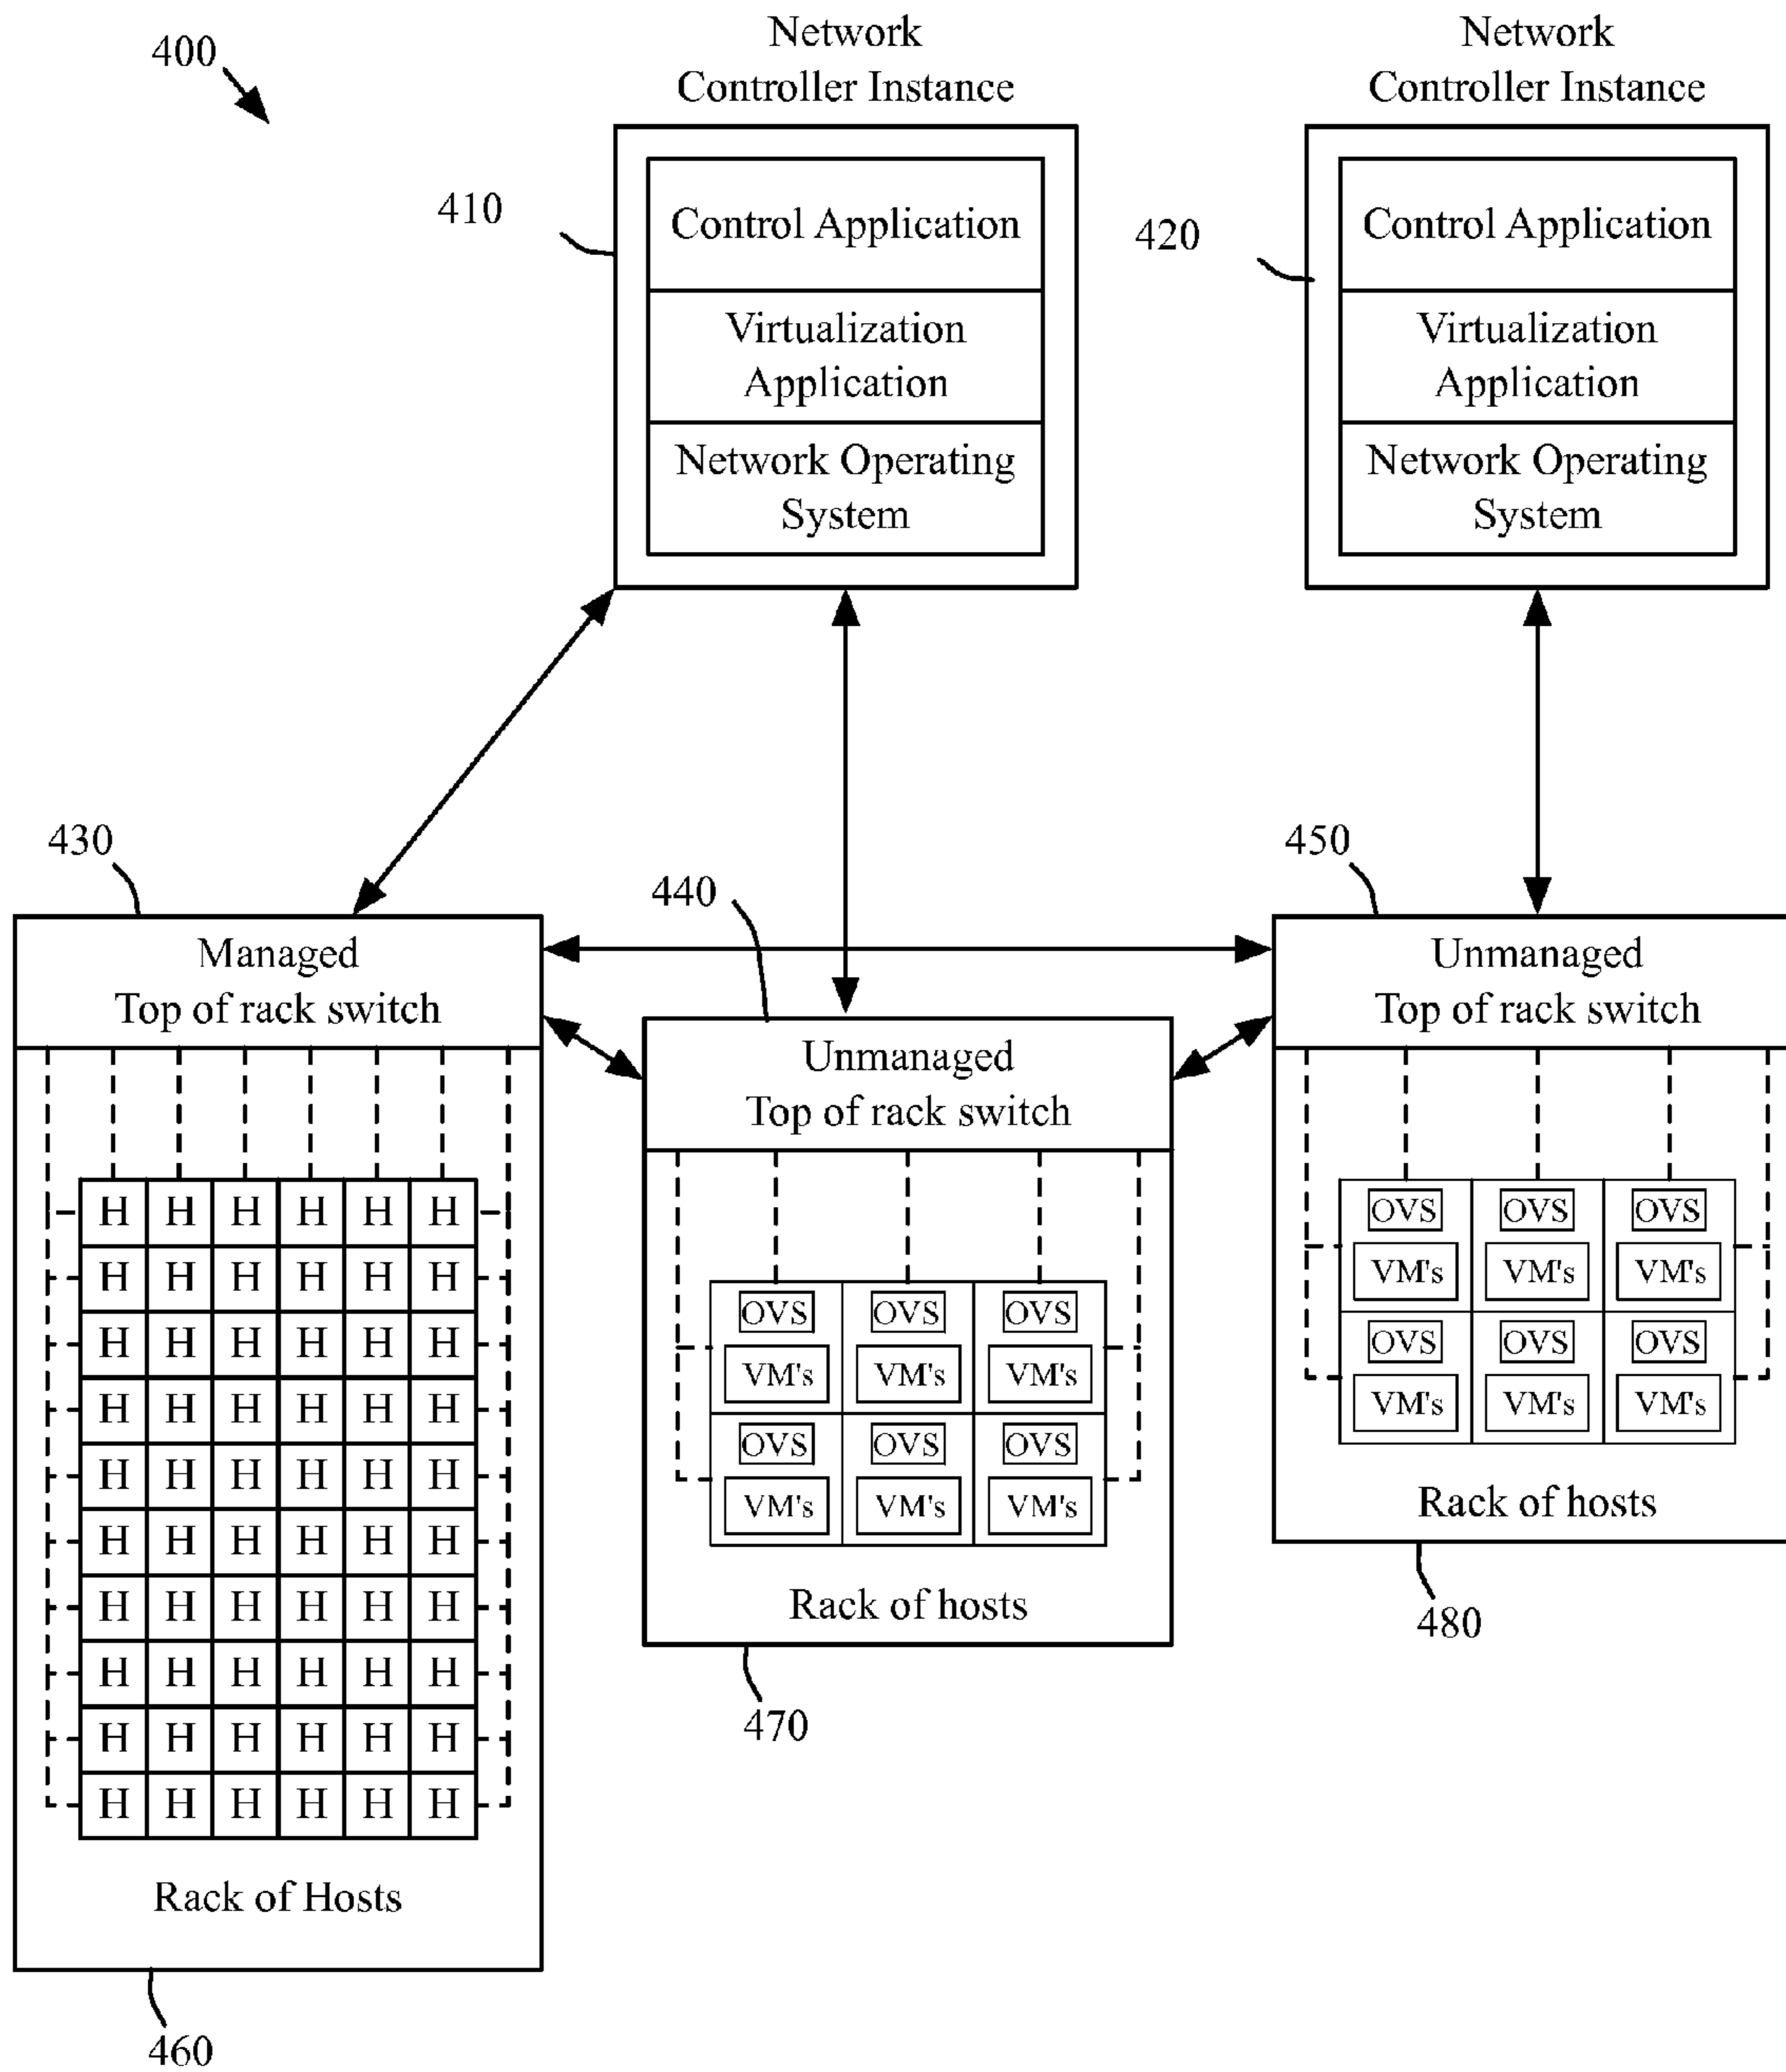 400
Network
Controller Instance
Network
Controller Instance
410
Control Application
Virtualization
Application
Network Operating
System
420
Control Application
Virtualization
Application
Network Operating
System
430
Managed
Top of rack switch
H H H H H H
H H H H H H
H H H H H H
H H H H H H
H H H H H H
H H H H H H
H H H H H H
H H H H H H
H H H H H H
H H H H H H
Rack of Hosts
460
440
Unmanaged
Top of rack switch
OVS OVS OVS
VM's VM's VM's
OVS OVS OVS
VM's VM's VM's
Rack of hosts
470
450
Unmanaged
Top of rack switch
OVS OVS OVS
VM's VM's VM's
OVS OVS OVS
VM's VM's VM's
Rack of hosts
480